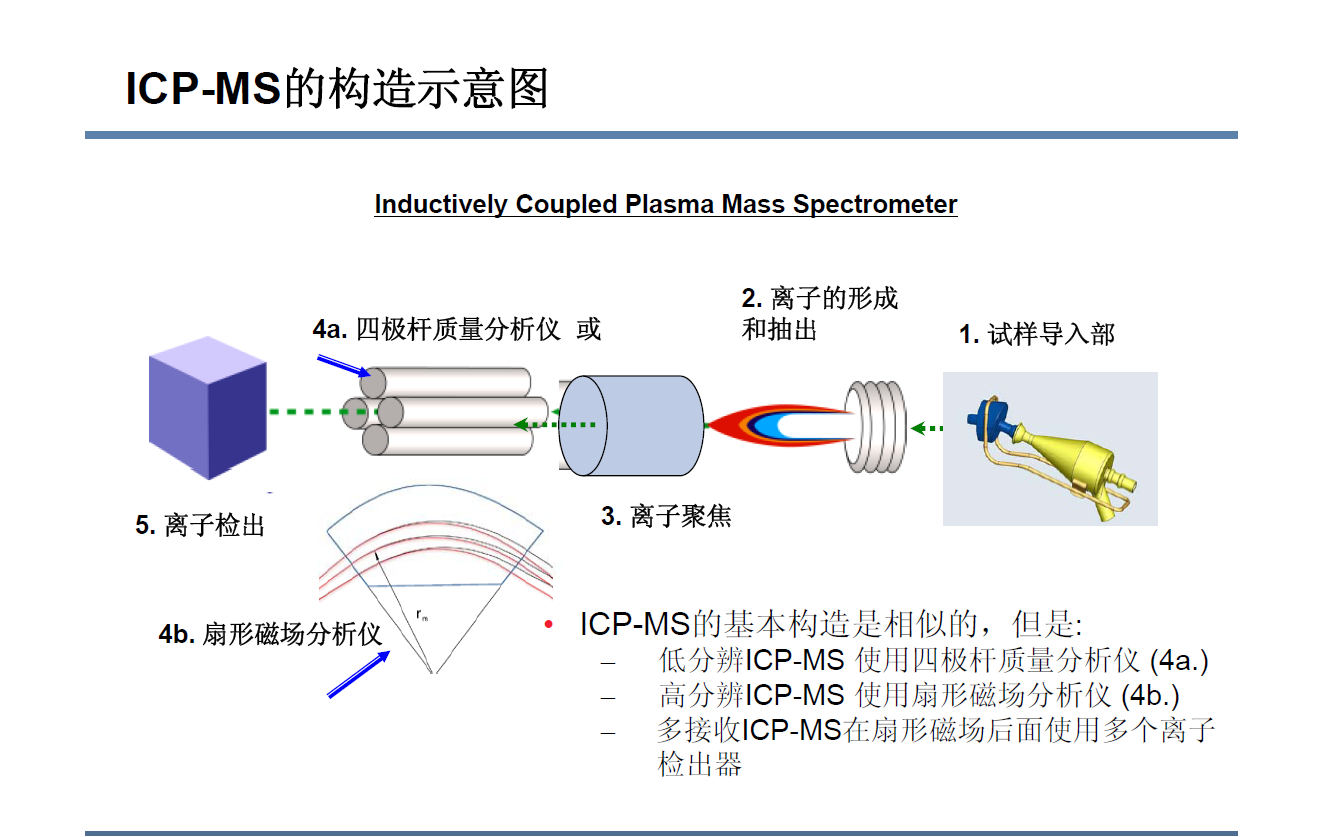 ICP-MS的构造示意图
Inductively Coupled Plasma Mass Spectrometer
2. 离子的形成
和抽出
4a. 四极杆质量分析仪 或
1. 试样导入部
5. 离子检出
3. 离子聚焦
rm
4b. 扇形磁场分析仪
• ICP-MS的基本构造是相似的，但是:
– 低分辨ICP-MS 使用四极杆质量分析仪 (4a.)
– 高分辨ICP-MS 使用扇形磁场分析仪 (4b.)
– 多接收ICP-MS在扇形磁场后面使用多个离子
检出器